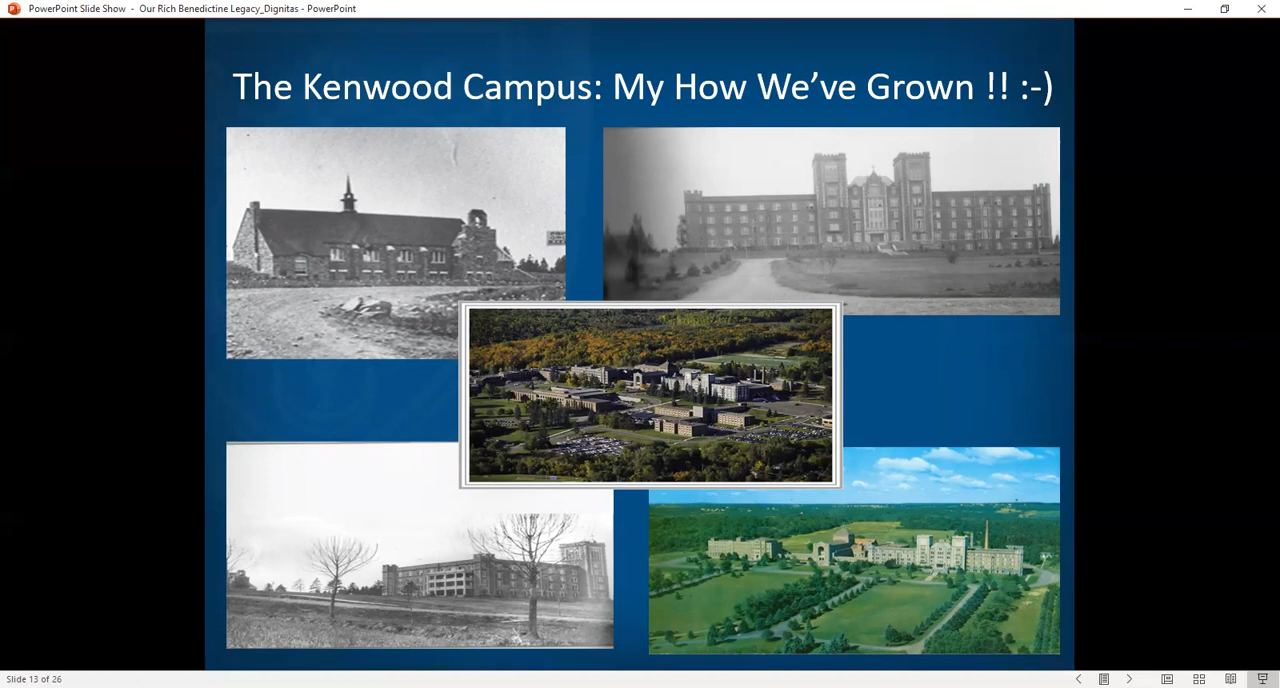 PowerPoint Slide Show - Our Rich Benedictine Legacy_Dignitas - PowerPoint
The Kenwood Campus: My How We’ve Grown !! :-)
Slide 13 of 26